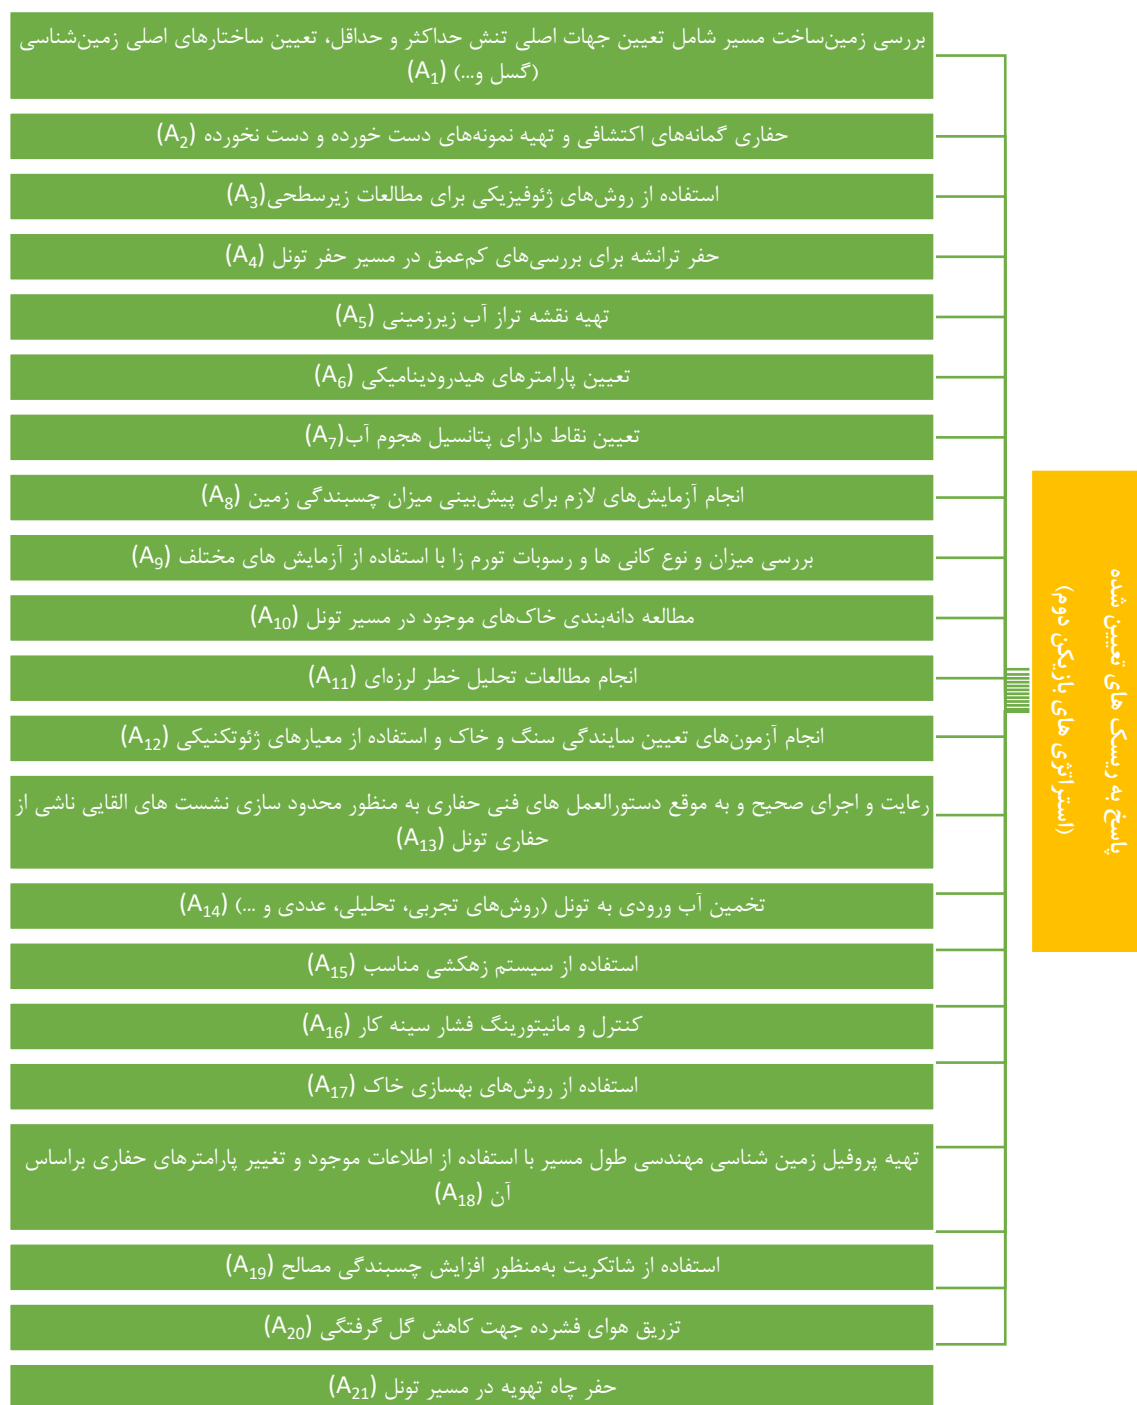 بررسی زمین‌ساخت مسیر شامل تعیین جهات اصلی تنش حداکثر و حداقل، تعیین ساختارهای اصلی زمین‌شناسی
(گسل و...) (A1)
حفاری گمانه‌های اکتشافی و تهیه نمونه‌های دست خورده و دست نخورده (A2)
استفاده از روش‌های ژئوفیزیکی برای مطالعات زیرسطحی(A3)
حفر ترانشه برای بررسی‌های کم‌عمق در مسیر حفر تونل (A4)
تهیه نقشه تراز آب زیرزمینی (A5)
تعیین پارامترهای هیدرودینامیکی (A6)
تعیین نقاط دارای پتانسیل هجوم آب(A7)
انجام آزمایش‌های لازم برای پیش‌بینی میزان چسبندگی زمین (A8)
بررسی میزان و نوع کانی ها و رسوبات تورم زا با استفاده از آزمایش های مختلف (A9)
مطالعه دانه‌بندی خاک‌های موجود در مسیر تونل (A10)
انجام مطالعات تحلیل خطر لرزه‌ای (A11)
انجام آزمون‌های تعیین سایندگی سنگ و خاک و استفاده از معیارهای ژئوتکنیکی (A12)
رعایت و اجرای صحیح و به موقع دستورالعمل های فنی حفاری به منظور محدود سازی نشست های القایی ناشی از
حفاری تونل (A13)
تخمین آب ورودی به تونل (روش‌های تجربی، تحلیلی، عددی و ...) (A14)
استفاده از سیستم زهکشی مناسب (A15)
کنترل و مانیتورینگ فشار سینه کار (A16)
استفاده از روش‌های بهسازی خاک (A17)
تهیه پروفیل زمین شناسی مهندسی طول مسیر با استفاده از اطلاعات موجود و تغییر پارامترهای حفاری براساس
آن (A18)
استفاده از شاتکریت به‌منظور افزایش چسبندگی مصالح (A19)
تزریق هوای فشرده جهت کاهش گل گرفتگی (A20)
حفر چاه تهویه در مسیر تونل (A21)
پاسخ به ریسک های تعیین شده
(استراتژی های بازیکن دوم)